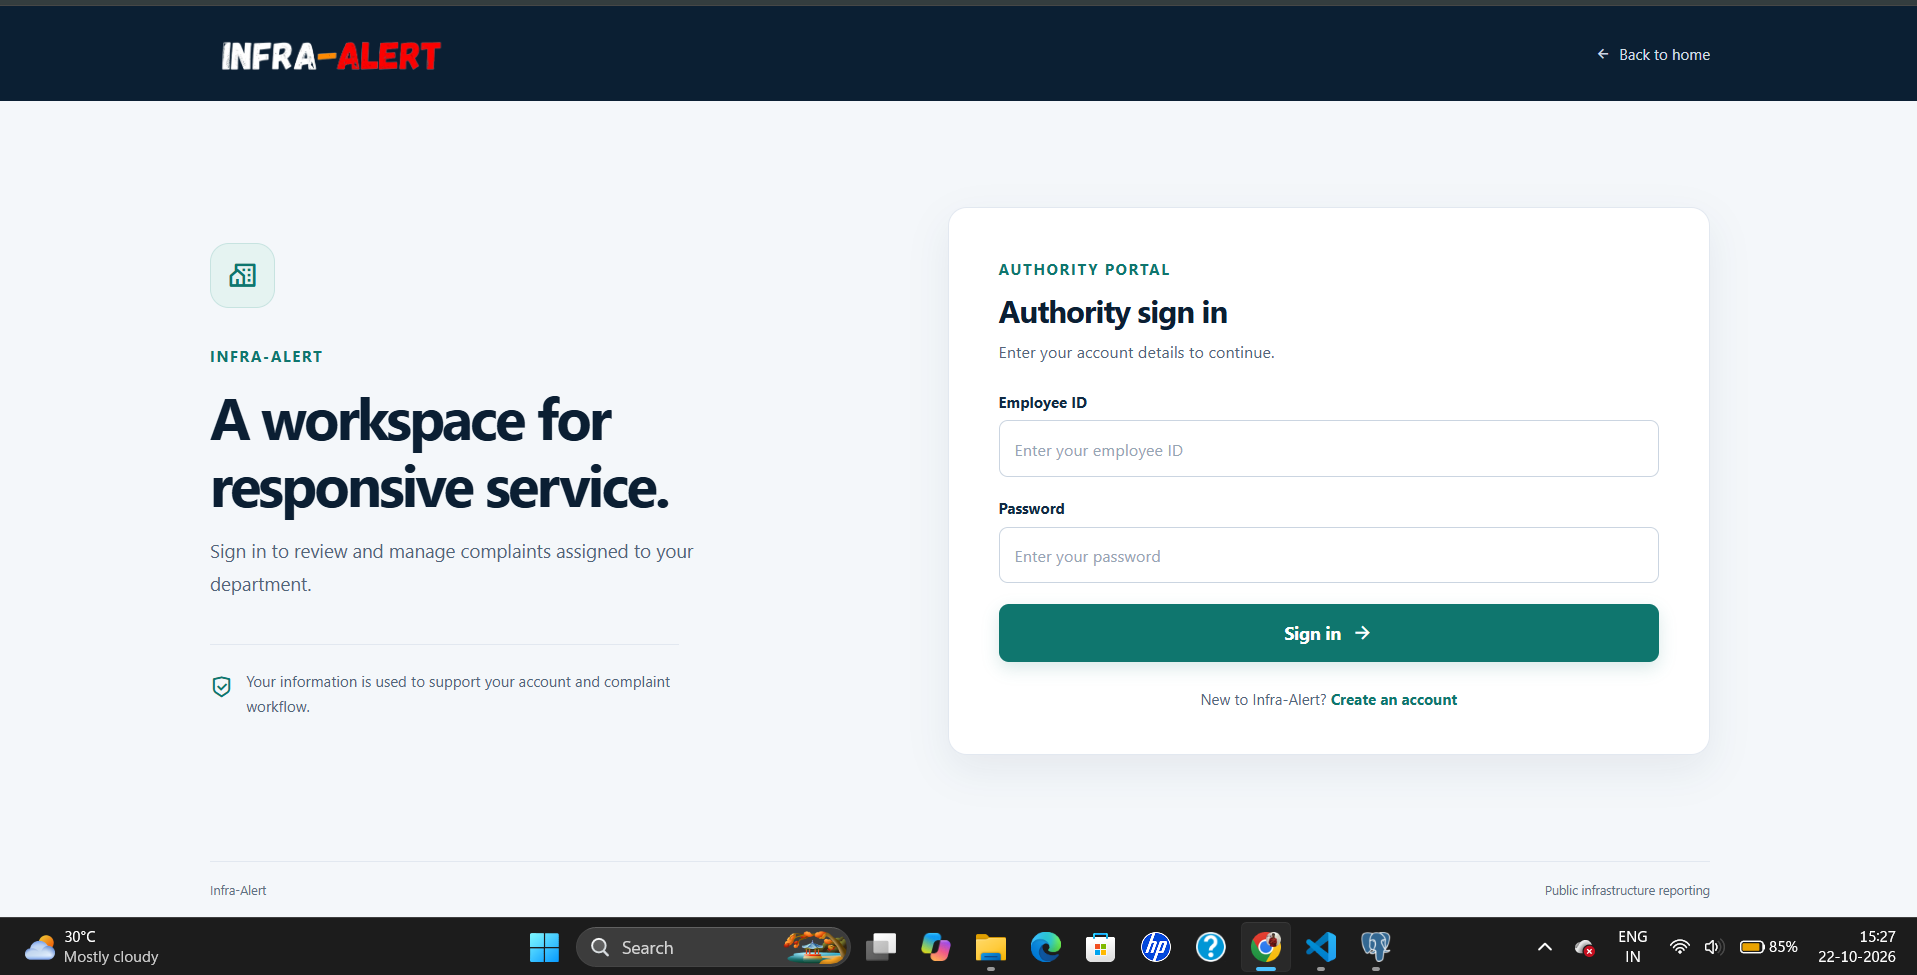 INFRA-ALERT
← Back to home
INFRA-ALERT
A workspace for
responsive service.
Sign in to review and manage complaints assigned to your
department.
Your information is used to support your account and complaint
workflow.
AUTHORITY PORTAL
Authority sign in
Enter your account details to continue.
Employee ID
Enter your employee ID
Password
Enter your password
Sign in →
New to Infra-Alert? Create an account
Infra-Alert
Public infrastructure reporting
30°C
Mostly cloudy
Search
hp
?
ENG
IN
85%
15:27
22-10-2026